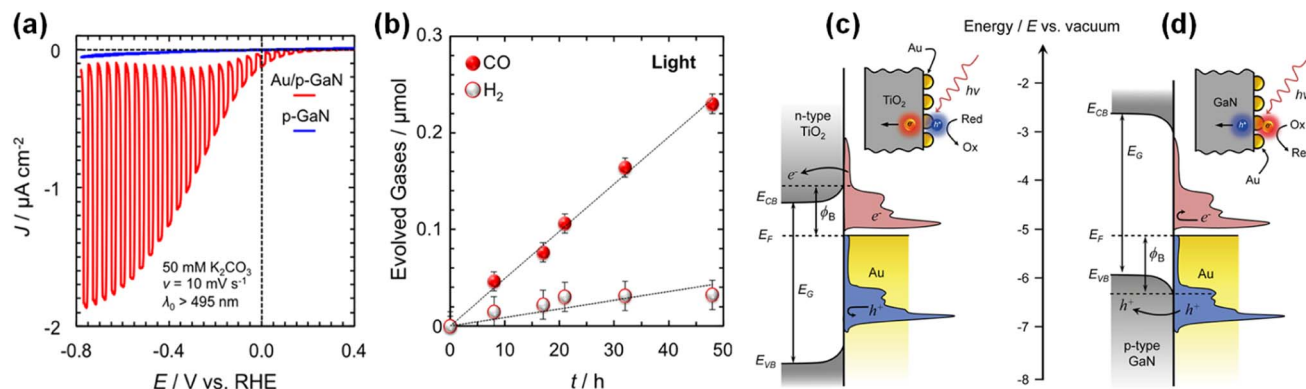 (a)
0
-1
-2
J / μA cm-2
Au/p-GaN
p-GaN
50 mM K2CO3
v = 10 mV s-1
λ0 > 495 nm
-0.8
-0.4
0.0
0.4
E / V vs. RHE
(b)
Evolved Gases / μmol
0.3
0.2
0.1
0
CO
H2
Light
0
10
20
30
40
50
t / h
(c)
Au
TiO2
hν
e-
h+
Red
Ox
n-type
TiO2
e-
ECB
ϕB
e-
EF
Au
EG
h+
EVB
Energy / E vs. vacuum
-2
-3
-4
-5
-6
-7
-8
(d)
GaN
hν
h+
e-
Ox
Red
Au
ECB
EG
e-
EF
ϕB
Au
EVB
h+
h+
p-type
GaN